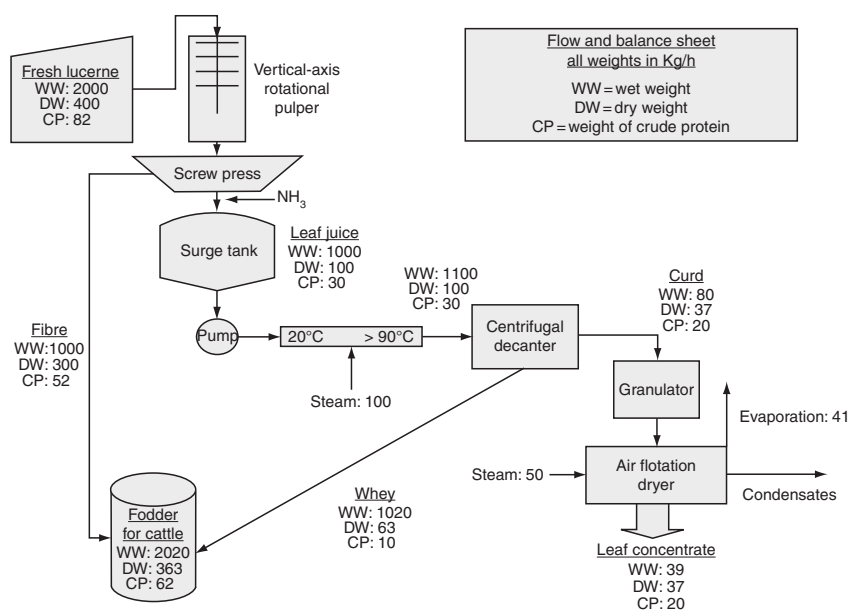 Flow and balance sheet
all weights in Kg/h
WW = wet weight
DW = dry weight
CP = weight of crude protein
Fresh lucerne
WW: 2000
DW: 400
CP: 82
Vertical-axis
rotational
pulper
Screw press
NH3
Surge tank
Leaf juice
WW: 1000
DW: 100
CP: 30
Pump
20°C > 90°C
Steam: 100
WW: 1100
DW: 100
CP: 30
Centrifugal
decanter
Curd
WW: 80
DW: 37
CP: 20
Granulator
Evaporation: 41
Steam: 50
Air flotation
dryer
Condensates
Leaf concentrate
WW: 39
DW: 37
CP: 20
Fibre
WW:1000
DW: 300
CP: 52
Whey
WW: 1020
DW: 63
CP: 10
Fodder
for cattle
WW: 2020
DW: 363
CP: 62